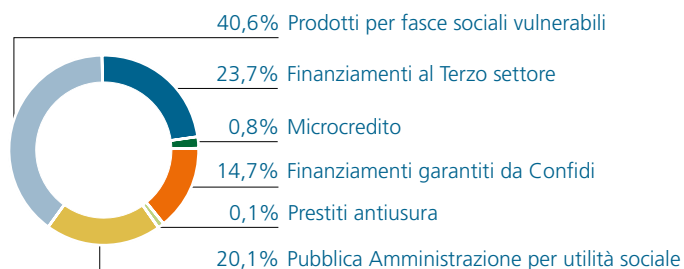 40,6% Prodotti per fasce sociali vulnerabili
23,7% Finanziamenti al Terzo settore
0,8% Microcredito
14,7% Finanziamenti garantiti da Confidi
0,1% Prestiti antiusura
20,1% Pubblica Amministrazione per utilità sociale